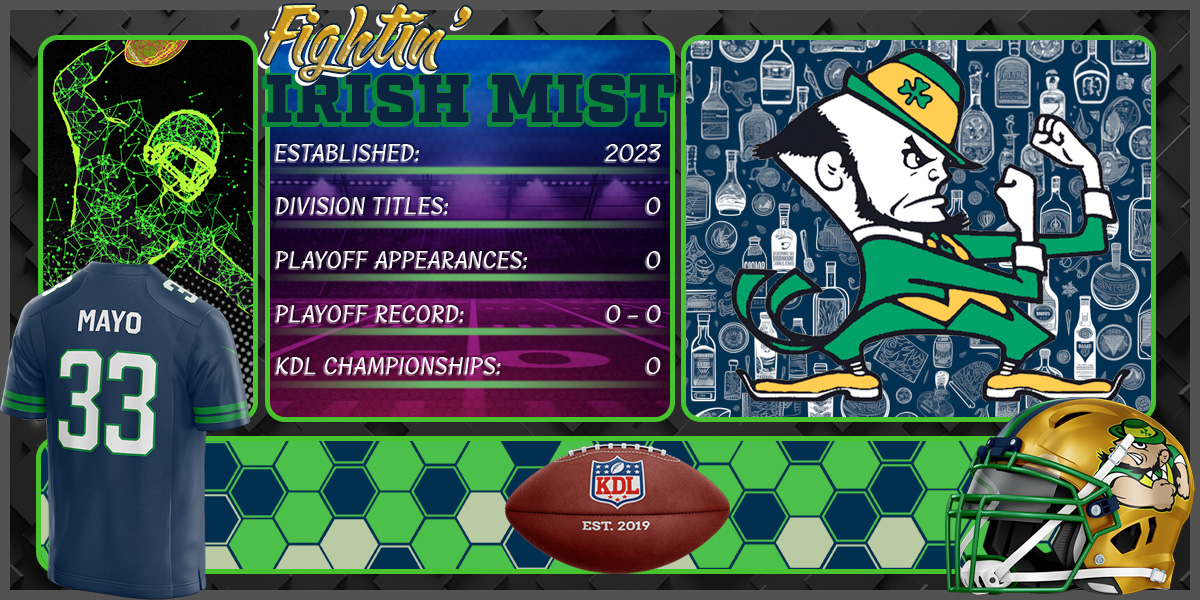 Fightin'
IRISH MIST
ESTABLISHED: 2023
DIVISION TITLES: 0
PLAYOFF APPEARANCES: 0
PLAYOFF RECORD: 0 – 0
KDL CHAMPIONSHIPS: 0
MAYO
33
33
KDL
EST. 2019